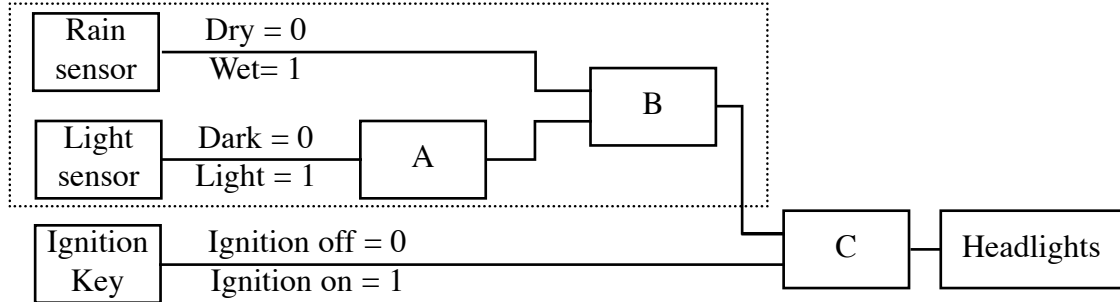 Rain
sensor
Dry = 0
Wet= 1
B
Light
sensor
Dark = 0
Light = 1
A
Ignition
Key
Ignition off = 0
Ignition on = 1
C
Headlights